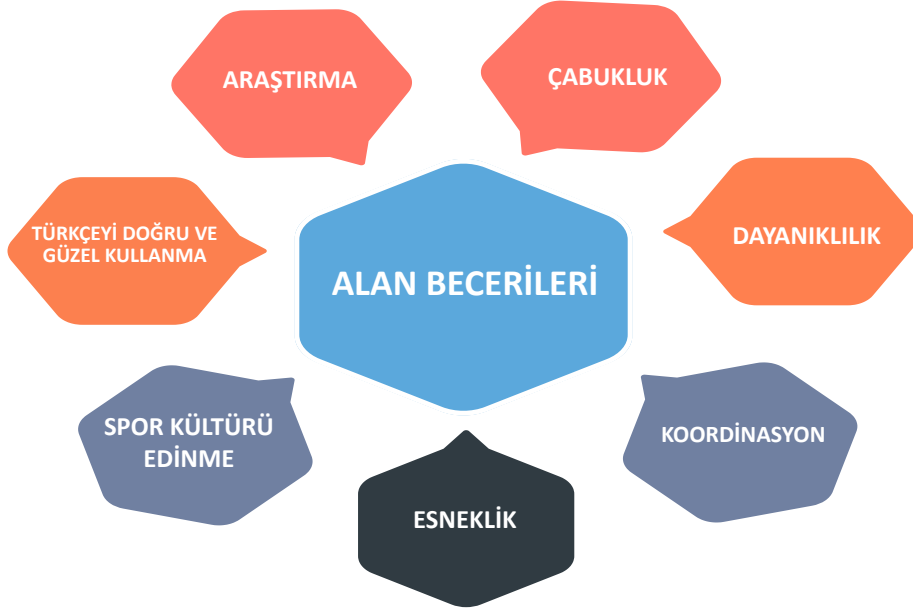 ARAŞTIRMA
ÇABUKLUK
TÜRKÇEYİ DOĞRU VE
GÜZEL KULLANMA
DAYANIKLILIK
ALAN BECERİLERİ
SPOR KÜLTÜRÜ
EDİNME
KOORDİNASYON
ESNEKLİK